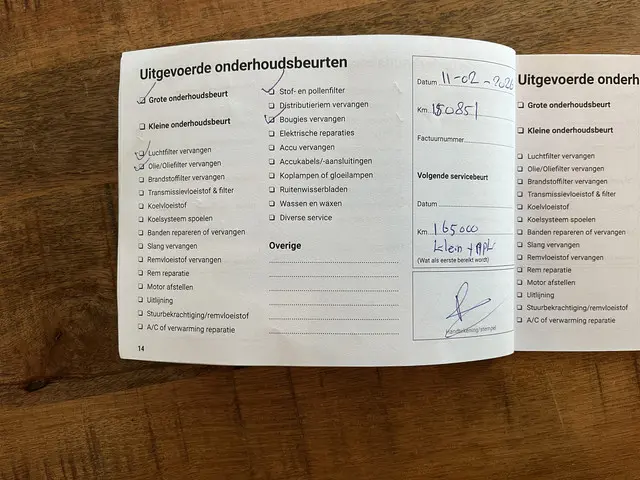 Uitgevoerde onderhoudsbeurten
Grote onderhoudsbeurt
Kleine onderhoudsbeurt
Luchtfilter vervangen
Olie/Oliefilter vervangen
Brandstoffilter vervangen
Transmissievloeistof & filter
Koelvloeistof
Koelsysteem spoelen
Banden repareren of vervangen
Slang vervangen
Remvloeistof vervangen
Rem reparatie
Motor afstellen
Uitlijning
Stuurbekrachtiging/remvloeistof
A/C of verwarming reparatie
14
Stof- en pollenfilter
Distributieriem vervangen
Bougies vervangen
Elektrische reparaties
Accu vervangen
Accukabels/-aansluitingen
Koplampen of gloeilampen
Ruitenwisserbladen
Wassen en waxen
Diverse service
Overige
Datum 11-02-
Km 150851
Factuurnummer
Volgende servicebeurt
Datum
Km 165000
klein + APK
(Wat als eerste bereikt wordt)
Handtekening/stempel
Uitgevoerde onderh
Grote onderhoudsbeurt
Kleine onderhoudsbeurt
Luchtfilter vervangen
Olie/Oliefilter vervangen
Brandstoffilter vervangen
Transmissievloeistof & filter
Koelvloeistof
Koelsysteem spoelen
Banden repareren of vervangen
Slang vervangen
Remvloeistof vervangen
Rem reparatie
Motor afstellen
Uitlijning
Stuurbekrachtiging/remvloeistof
A/C of verwarming reparatie